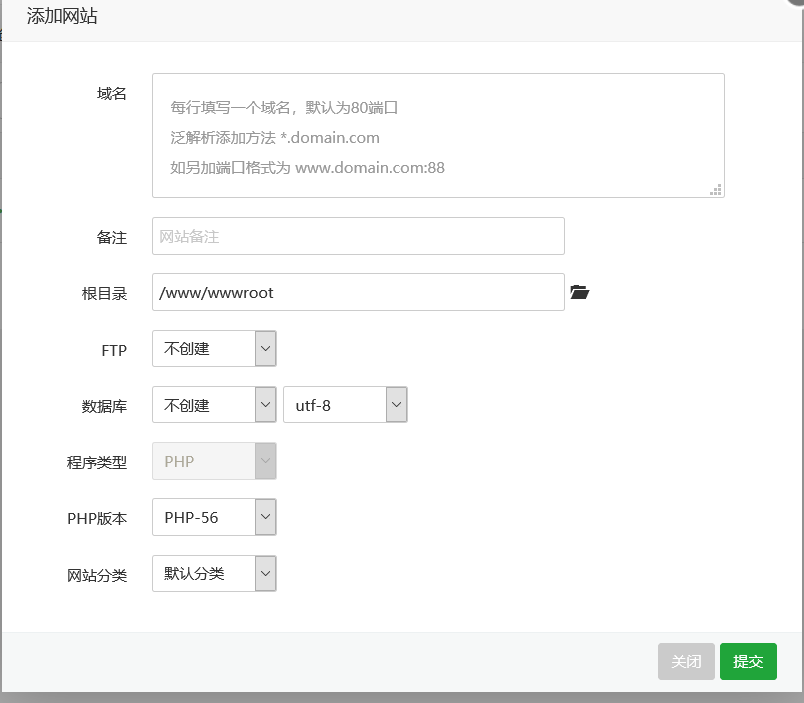 添加网站
域名
每行填写一个域名，默认为80端口
泛解析添加方法 *.domain.com
如另加端口格式为 www.domain.com:88
备注 网站备注
根目录 /www/wwwroot
FTP 不创建
数据库 不创建 utf-8
程序类型 PHP
PHP版本 PHP-56
网站分类 默认分类
关闭 提交